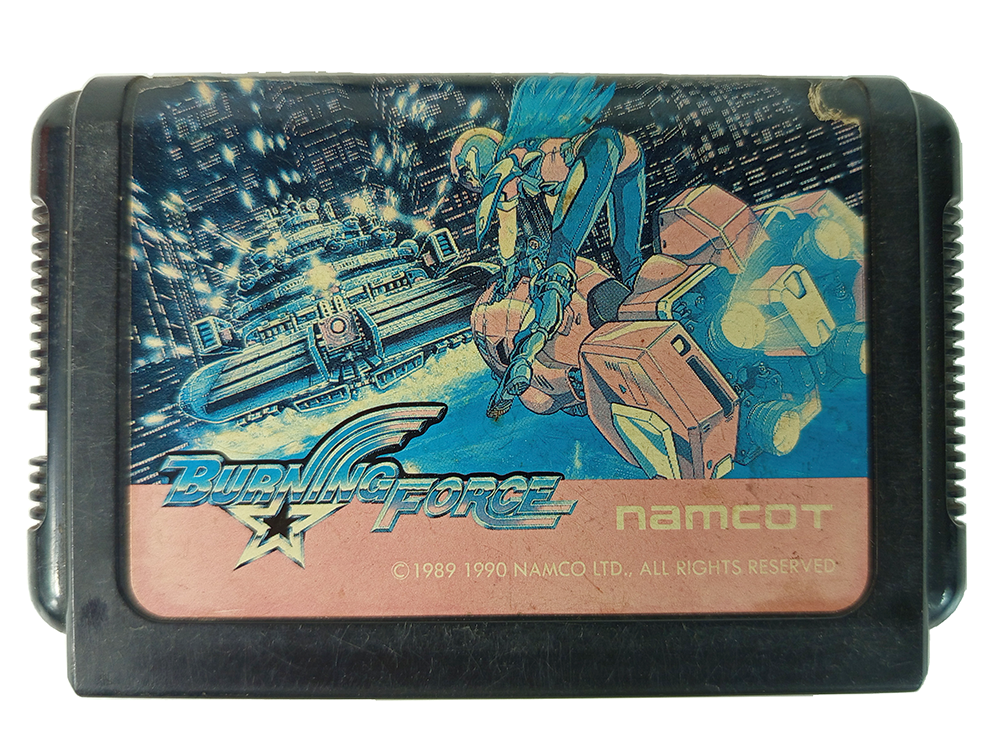 BURNING FORCE
namcot
©1989 1990 NAMCO LTD., ALL RIGHTS RESERVED